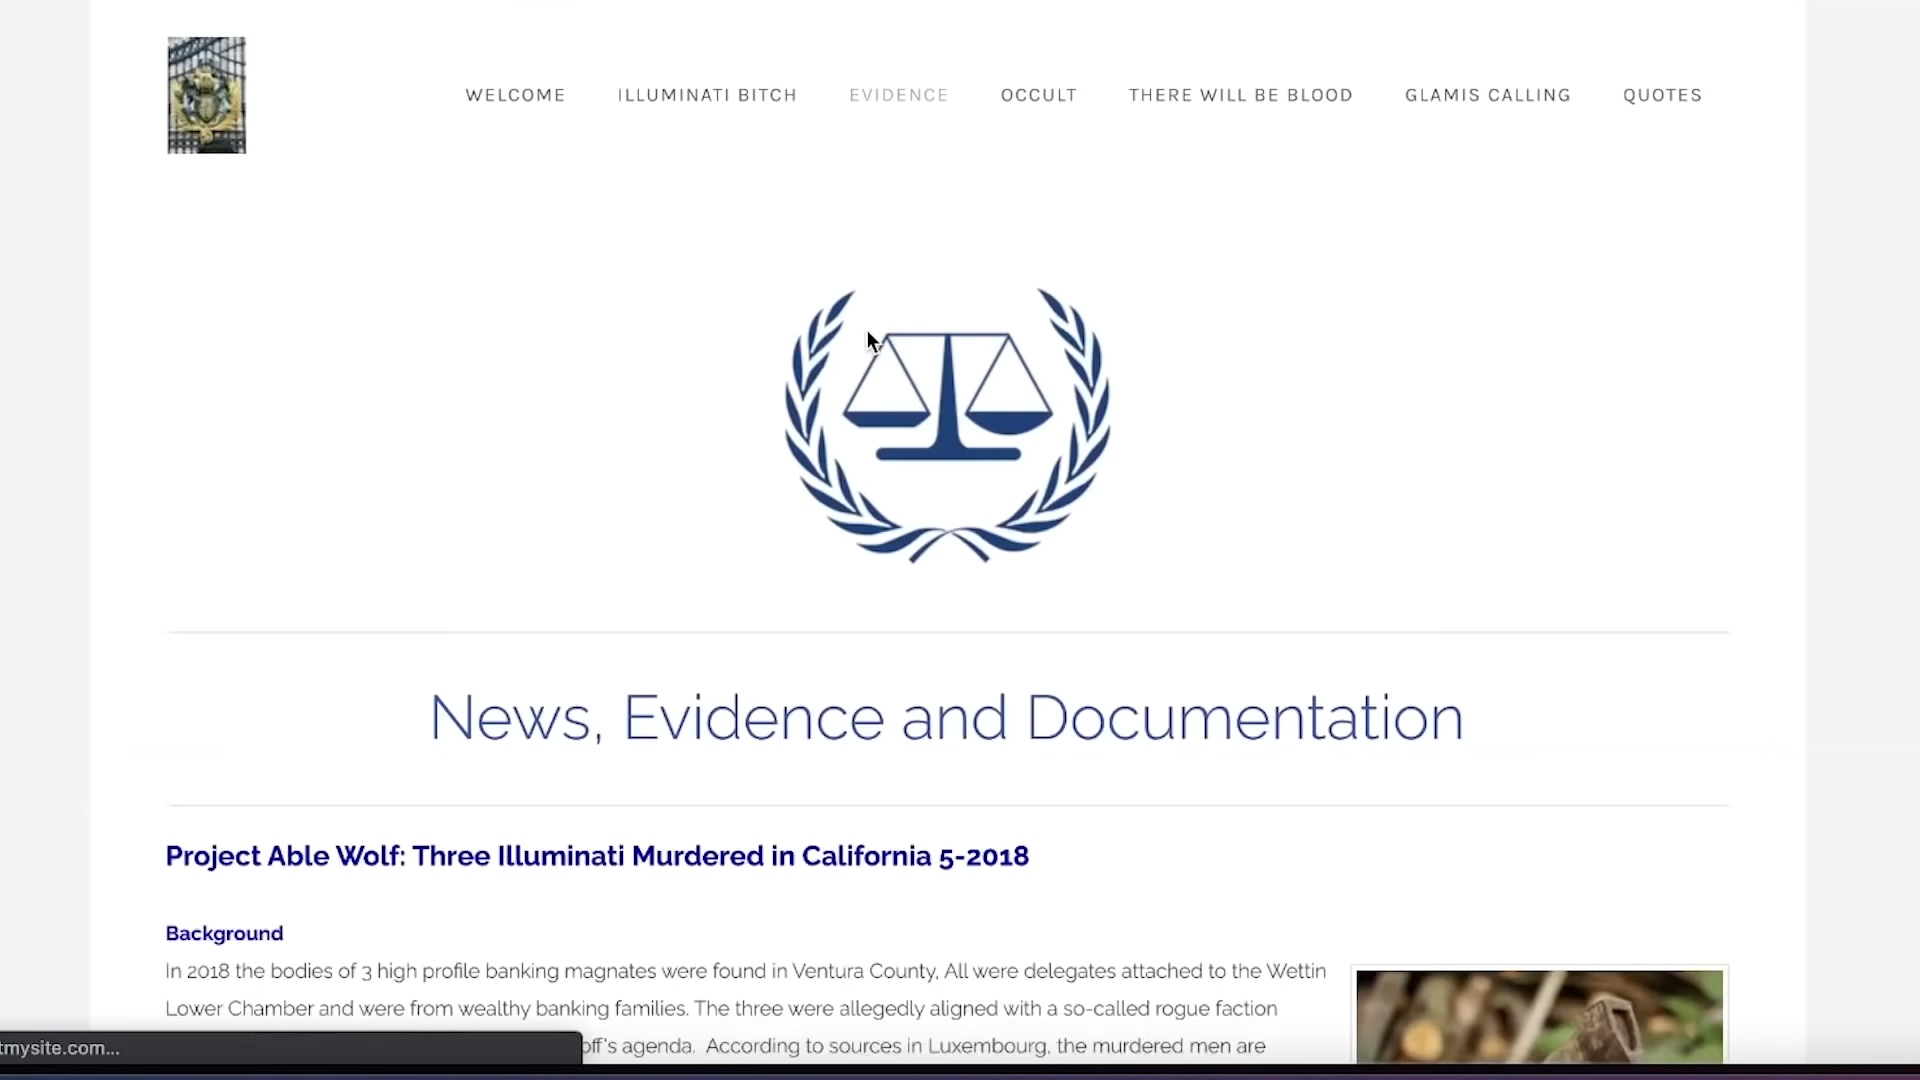 WELCOME ILLUMINATI BITCH EVIDENCE OCCULT THERE WILL BE BLOOD GLAMIS CALLING QUOTES
News, Evidence and Documentation
Project Able Wolf: Three Illuminati Murdered in California 5-2018
Background
In 2018 the bodies of 3 high profile banking magnates were found in Ventura County, All were delegates attached to the Wettin
Lower Chamber and were from wealthy banking families. The three were allegedly aligned with a so-called rogue faction
off's agenda. According to sources in Luxembourg, the murdered men are
tmysite.com...